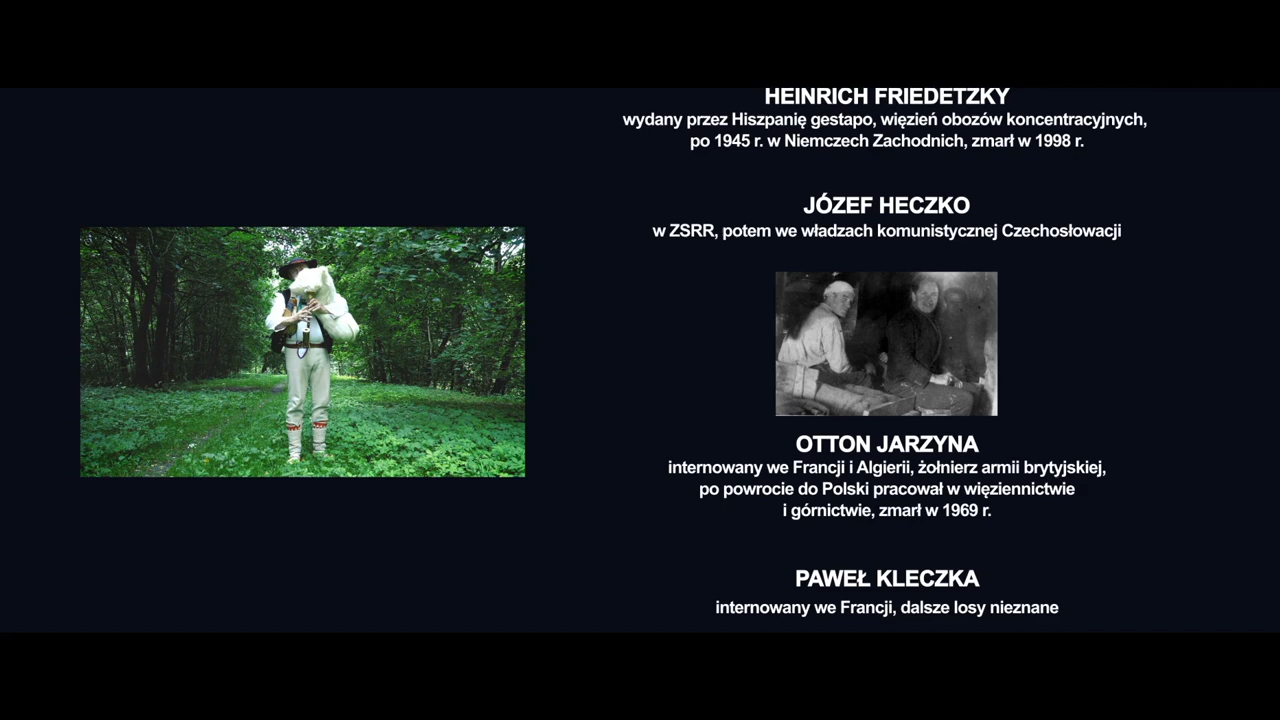 HEINRICH FRIEDETZKY
wydany przez Hiszpanię gestapo, więzień obozów koncentracyjnych,
po 1945 r. w Niemczech Zachodnich, zmarł w 1998 r.
JÓZEF HECZKO
w ZSRR, potem we władzach komunistycznej Czechosłowacji
OTTON JARZYNA
internowany we Francji i Algierii, żołnierz armii brytyjskiej,
po powrocie do Polski pracował w więziennictwie
i górnictwie, zmarł w 1969 r.
PAWEŁ KLECZKA
internowany we Francji, dalsze losy nieznane